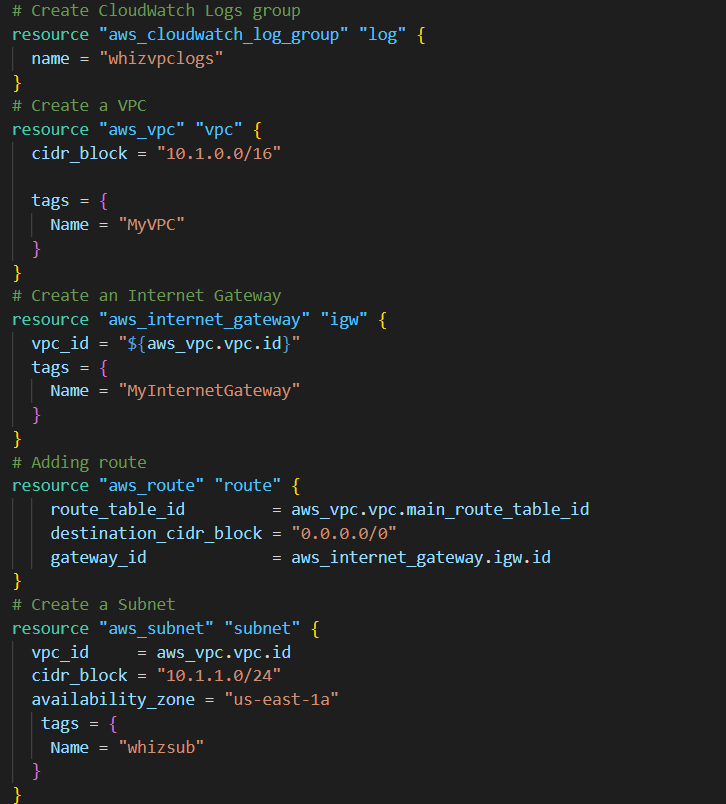 # Create CloudWatch Logs group
resource "aws_cloudwatch_log_group" "log" {
  name = "whizvpclogs"
}
# Create a VPC
resource "aws_vpc" "vpc" {
  cidr_block = "10.1.0.0/16"

  tags = {
    Name = "MyVPC"
  }
}
# Create an Internet Gateway
resource "aws_internet_gateway" "igw" {
  vpc_id = "${aws_vpc.vpc.id}"
  tags = {
    Name = "MyInternetGateway"
  }
}
# Adding route
resource "aws_route" "route" {
    route_table_id         = aws_vpc.vpc.main_route_table_id
    destination_cidr_block = "0.0.0.0/0"
    gateway_id             = aws_internet_gateway.igw.id
}
# Create a Subnet
resource "aws_subnet" "subnet" {
  vpc_id     = aws_vpc.vpc.id
  cidr_block = "10.1.1.0/24"
  availability_zone = "us-east-1a"
   tags = {
    Name = "whizsub"
  }
}